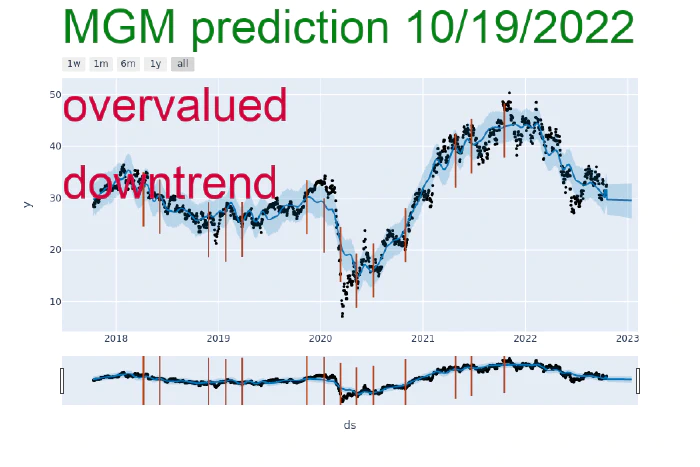 MGM prediction 10/19/2022
1w 1m 6m 1y all
overvalued
downtrend
50
40
30
20
10
y
2018 2019 2020 2021 2022 2023
ds